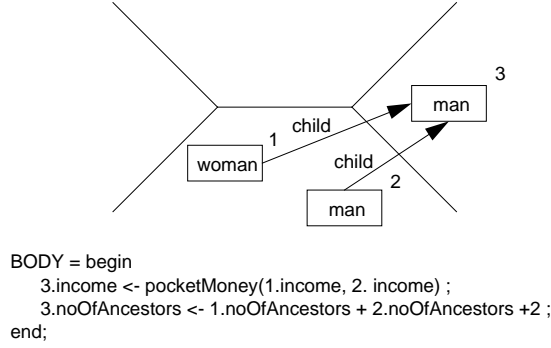 3
man
child
1
woman
child
2
man
BODY = begin
3.income <- pocketMoney(1.income, 2. income) ;
3.noOfAncestors <- 1.noOfAncestors + 2.noOfAncestors +2 ;
end;